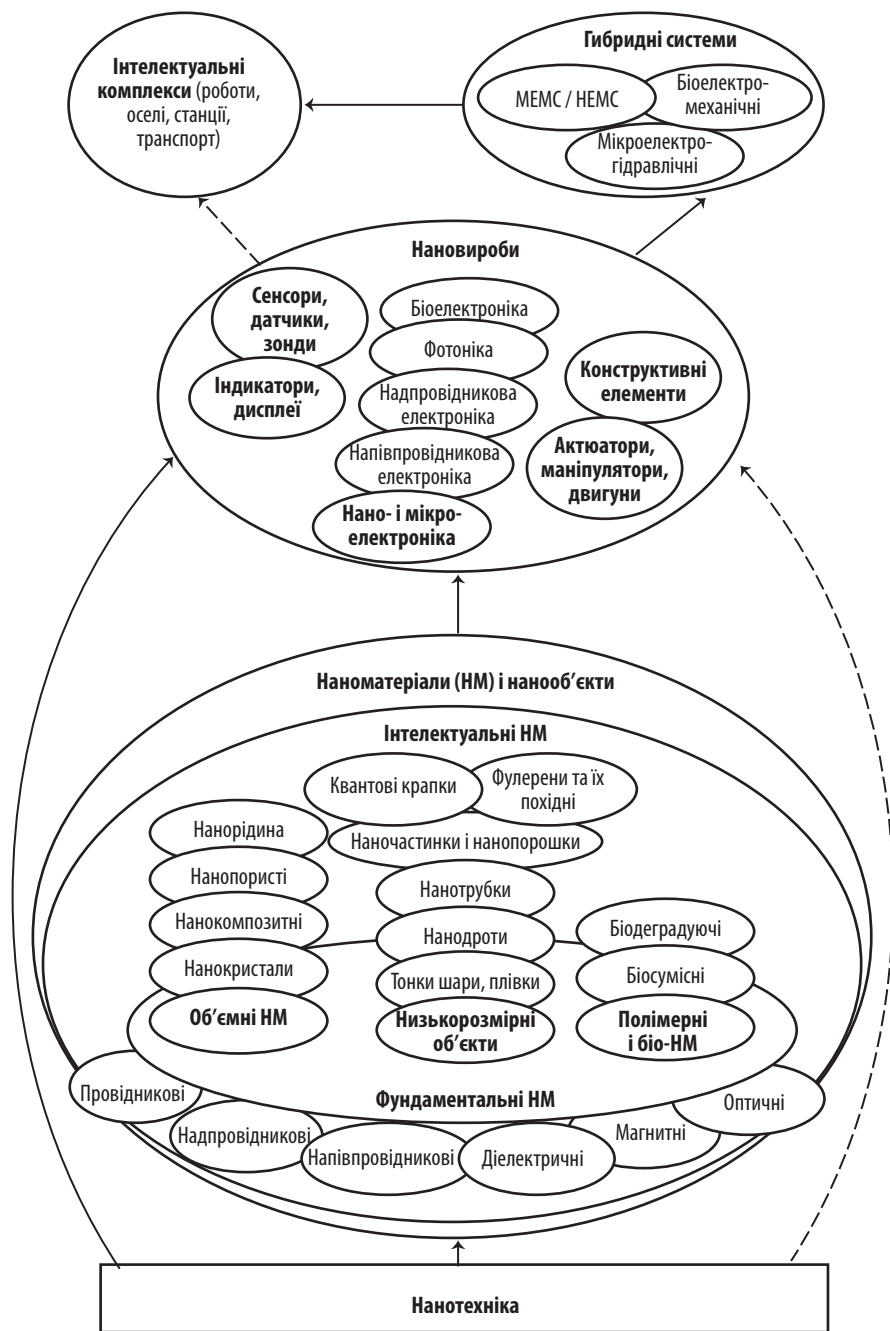 Інтелектуальні
комплекси (роботи,
оселі, станції,
транспорт)
Гибридні системи
МЕМС / НЕМС
Біоелектро-
механічні
Мікроелектро-
гідравлічні
Нановироби
Сенсори,
датчики,
зонди
Індикатори,
дисплеї
Біоелектроніка
Фотоніка
Надпровідникова
електроніка
Напівпровідникова
електроніка
Нано- і мікро-
електроніка
Конструктивні
елементи
Актюатори,
маніпулятори,
двигуни
Наноматеріали (НМ) і нанооб’єкти
Інтелектуальні НМ
Квантові крапки
Фулерени та їх
похідні
Наночастинки і нанопорошки
Нанорідина
Нанопористі
Нанокомпозитні
Нанокристали
Об’ємні НМ
Нанотрубки
Нанодроти
Тонки шари, плівки
Низькорозмірні
об’єкти
Біодеградуючі
Біосумісні
Полімерні
і біо-НМ
Фундаментальні НМ
Провідникові
Надпровідникові
Напівпровідникові
Діелектричні
Магнитні
Оптичні
Нанотехніка